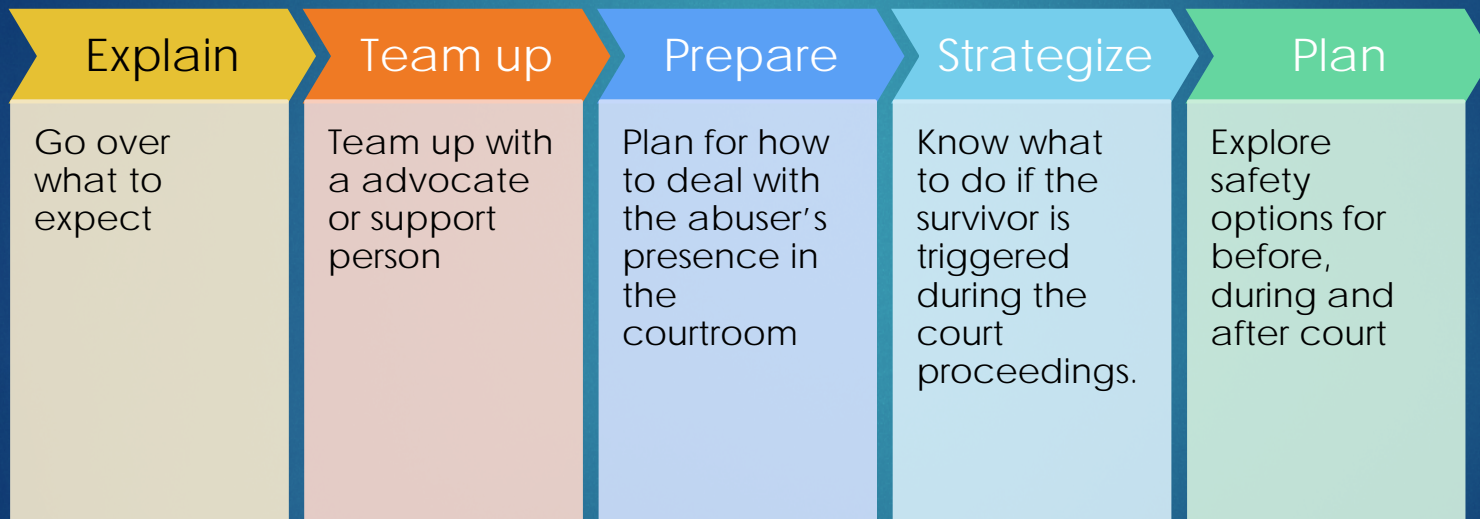 Explain
Go over
what to
expect
Team up
Team up with
a advocate
or support
person
Prepare
Plan for how
to deal with
the abuser’s
presence in
the
courtroom
Strategize
Know what
to do if the
survivor is
triggered
during the
court
proceedings.
Plan
Explore
safety
options for
before,
during and
after court